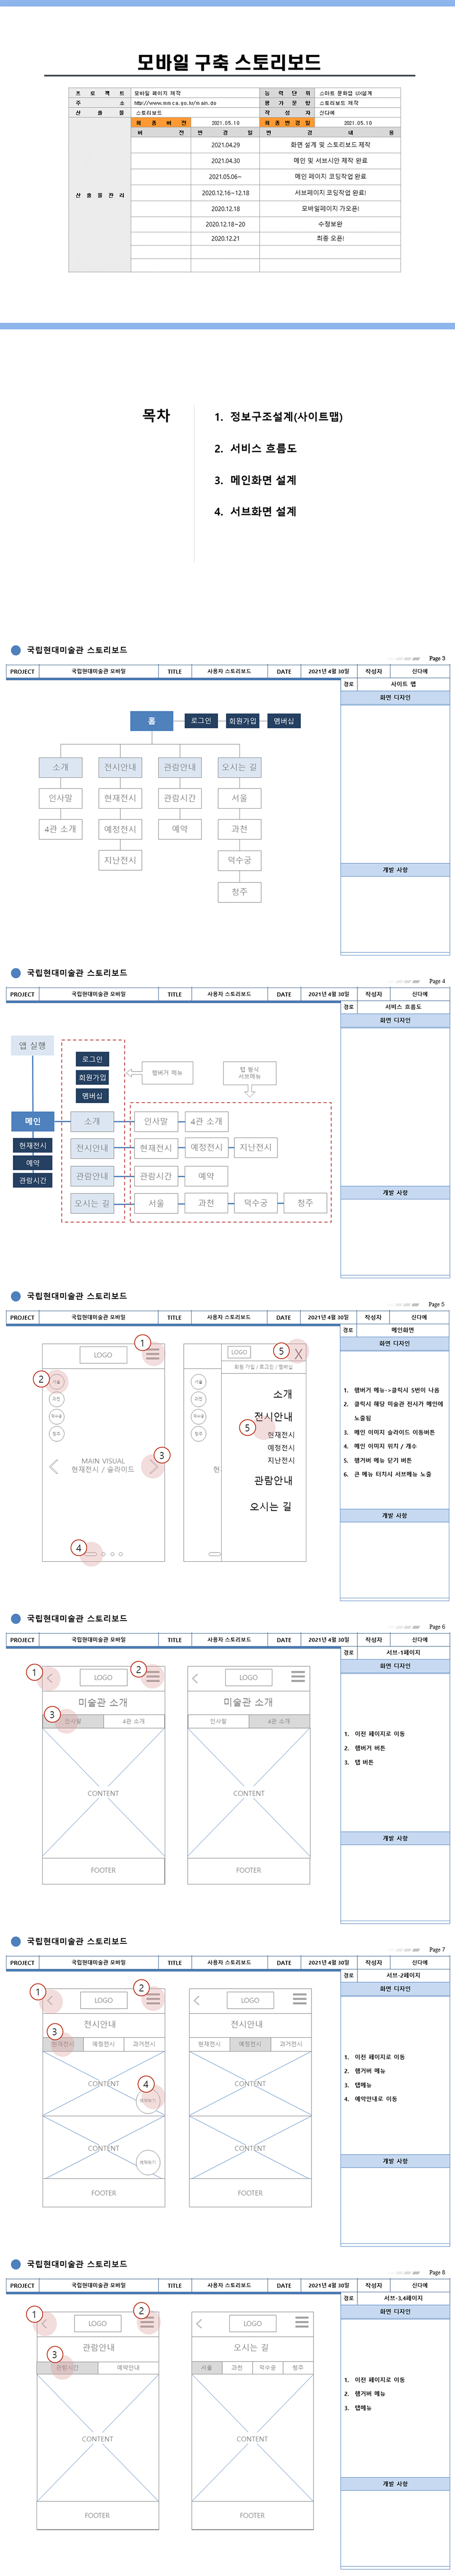 모바일 구축 스토리보드
프 로 젝 트 모바일 페이지 제작 능 력 단 위 스마트 문화앱 UX설계
주 소 http://www.mmca.go.kr/main.do 평 가 문 항 스토리보드 제작
산 출 물 스토리보드 작 성 자 신다예
최 종 버 전 2021.05.10 최 종 변 경 일 2021.05.10
버 전 변 경 일 변 경 내 용
산 출 물 관 리
2021.04.29 화면 설계 및 스토리보드 제작
2021.04.30 메인 및 서브시안 제작 완료
2021.05.06~ 메인 페이지 코딩작업 완료
2020.12.16~12.18 서브페이지 코딩작업 완료!
2020.12.18 모바일페이지 가오픈!
2020.12.18~20 수정보완
2020.12.21 최종 오픈!
목차
1. 정보구조설계(사이트맵)
2. 서비스 흐름도
3. 메인화면 설계
4. 서브화면 설계
국립현대미술관 스토리보드
Page 3
PROJECT 국립현대미술관 모바일 TITLE 사용자 스토리보드 DATE 2021년 4월 30일 작성자 신다예
경로 사이트 맵
화면 디자인
홈 로그인 회원가입 멤버십
소개 전시안내 관람안내 오시는 길
인사말 현재전시 관람시간 서울
4관 소개 예정전시 예약 과천
지난전시 덕수궁
청주
개발 사항
국립현대미술관 스토리보드
Page 4
PROJECT 국립현대미술관 모바일 TITLE 사용자 스토리보드 DATE 2021년 4월 30일 작성자 신다예
경로 서비스 흐름도
화면 디자인
앱 실행
로그인
회원가입
멤버십
햄버거 메뉴
탭 형식
서브메뉴
메인 소개 인사말 4관 소개
현재전시
예약
관람시간
전시안내 현재전시 예정전시 지난전시
관람안내 관람시간 예약
오시는 길 서울 과천 덕수궁 청주
개발 사항
국립현대미술관 스토리보드
Page 5
PROJECT 국립현대미술관 모바일 TITLE 사용자 스토리보드 DATE 2021년 4월 30일 작성자 신다예
경로 메인화면
화면 디자인
1
LOGO
2
서울
과천
덕수궁
청주
3
MAIN VISUAL
현재전시 / 슬라이드
4
서울
과천
덕수궁
청주
현
LOGO
5
X
회원 가입 / 로그인 / 멤버십
소개
전시안내
5
현재전시
예정전시
지난전시
관람안내
오시는 길
1. 햄버거 메뉴->클릭시 5번이 나옴
2. 클릭시 해당 미술관 전시가 메인에
노출됨
3. 메인 이미지 슬라이드 이동버튼
4. 메인 이미지 위치 / 개수
5. 햄거버 메뉴 닫기 버튼
6. 큰 메뉴 터치시 서브메뉴 노출
개발 사항
국립현대미술관 스토리보드
Page 6
PROJECT 국립현대미술관 모바일 TITLE 사용자 스토리보드 DATE 2021년 4월 30일 작성자 신다예
경로 서브-1페이지
화면 디자인
1
LOGO
2
미술관 소개
3
인사말 4관 소개
CONTENT
FOOTER
LOGO
미술관 소개
인사말 4관 소개
CONTENT
FOOTER
1. 이전 페이지로 이동
2. 햄버거 버튼
3. 탭 버튼
개발 사항
국립현대미술관 스토리보드
Page 7
PROJECT 국립현대미술관 모바일 TITLE 사용자 스토리보드 DATE 2021년 4월 30일 작성자 신다예
경로 서브-2페이지
화면 디자인
1
LOGO
2
전시안내
3
현재전시 예정전시 과거전시
CONTENT
4
예약하기
CONTENT
예약하기
FOOTER
LOGO
전시안내
현재전시 예정전시 과거전시
CONTENT
CONTENT
FOOTER
1. 이전 페이지로 이동
2. 햄거버 메뉴
3. 탭메뉴
4. 예약안내로 이동
개발 사항
국립현대미술관 스토리보드
Page 8
PROJECT 국립현대미술관 모바일 TITLE 사용자 스토리보드 DATE 2021년 4월 30일 작성자 신다예
경로 서브-3,4페이지
화면 디자인
1
LOGO
2
관람안내
3
관람시간 예약안내
CONTENT
FOOTER
LOGO
오시는 길
서울 과천 덕수궁 청주
CONTENT
FOOTER
1. 이전 페이지로 이동
2. 햄거버 메뉴
3. 탭메뉴
개발 사항